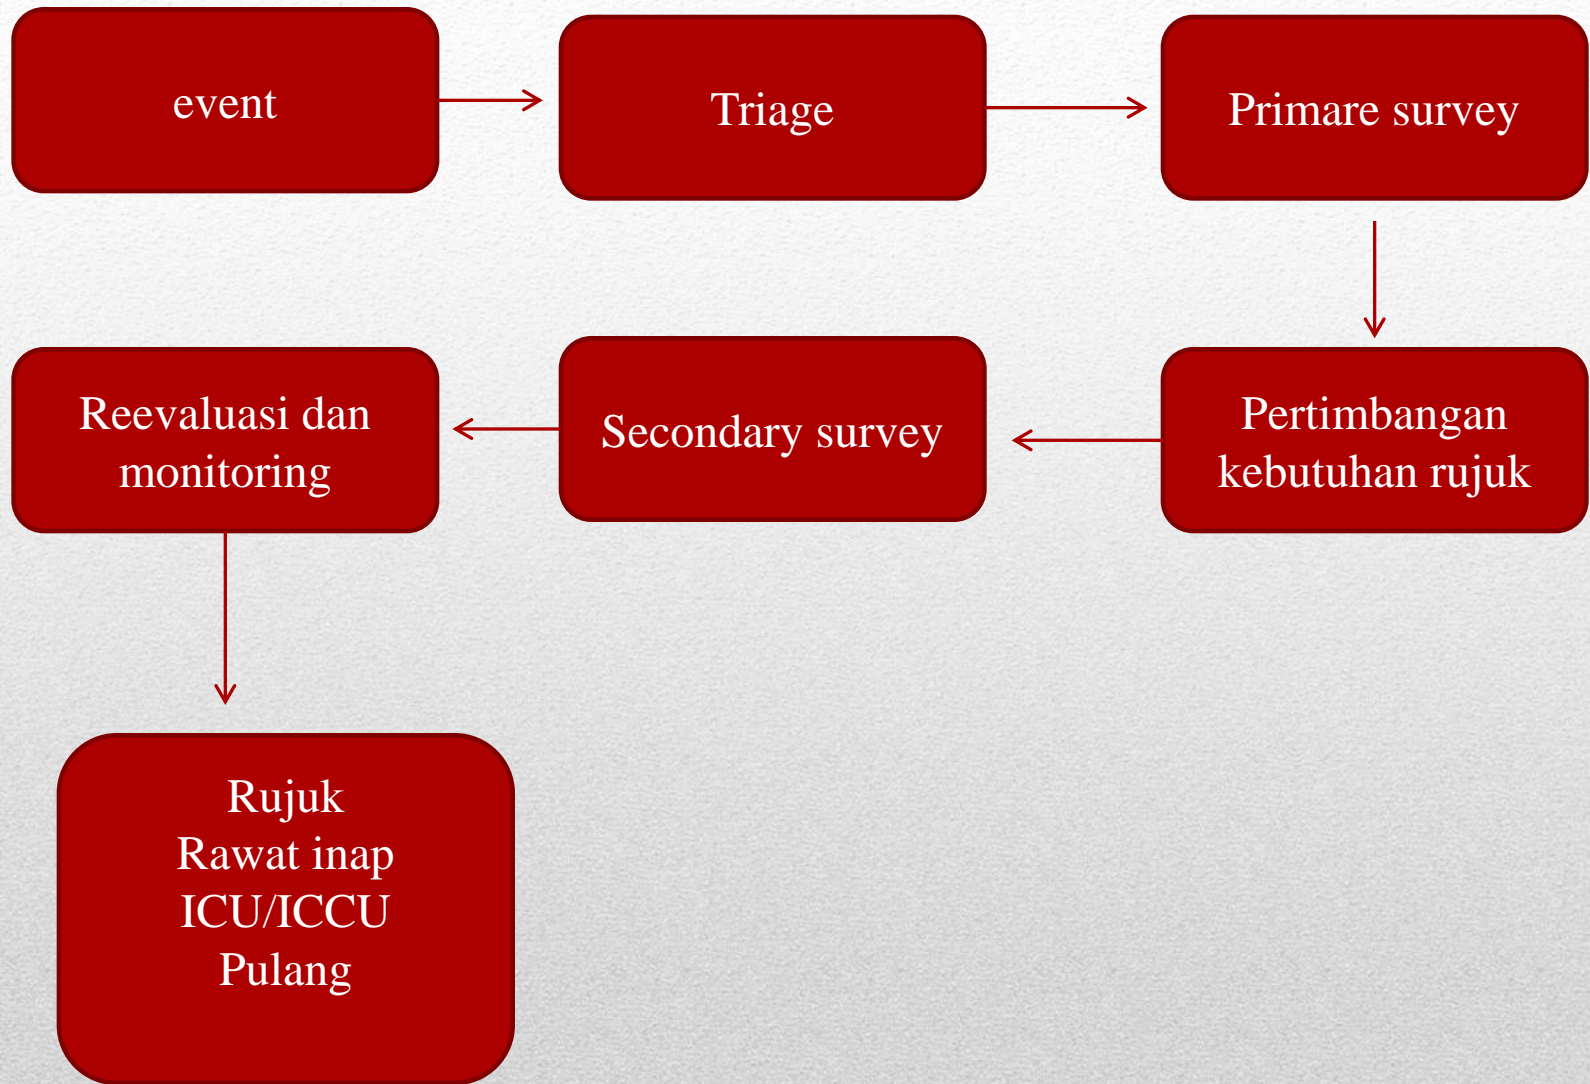 event
Triage
Primare survey
Reevaluasi dan
monitoring
Secondary survey
Pertimbangan
kebutuhan rujuk
Rujuk
Rawat inap
ICU/ICCU
Pulang